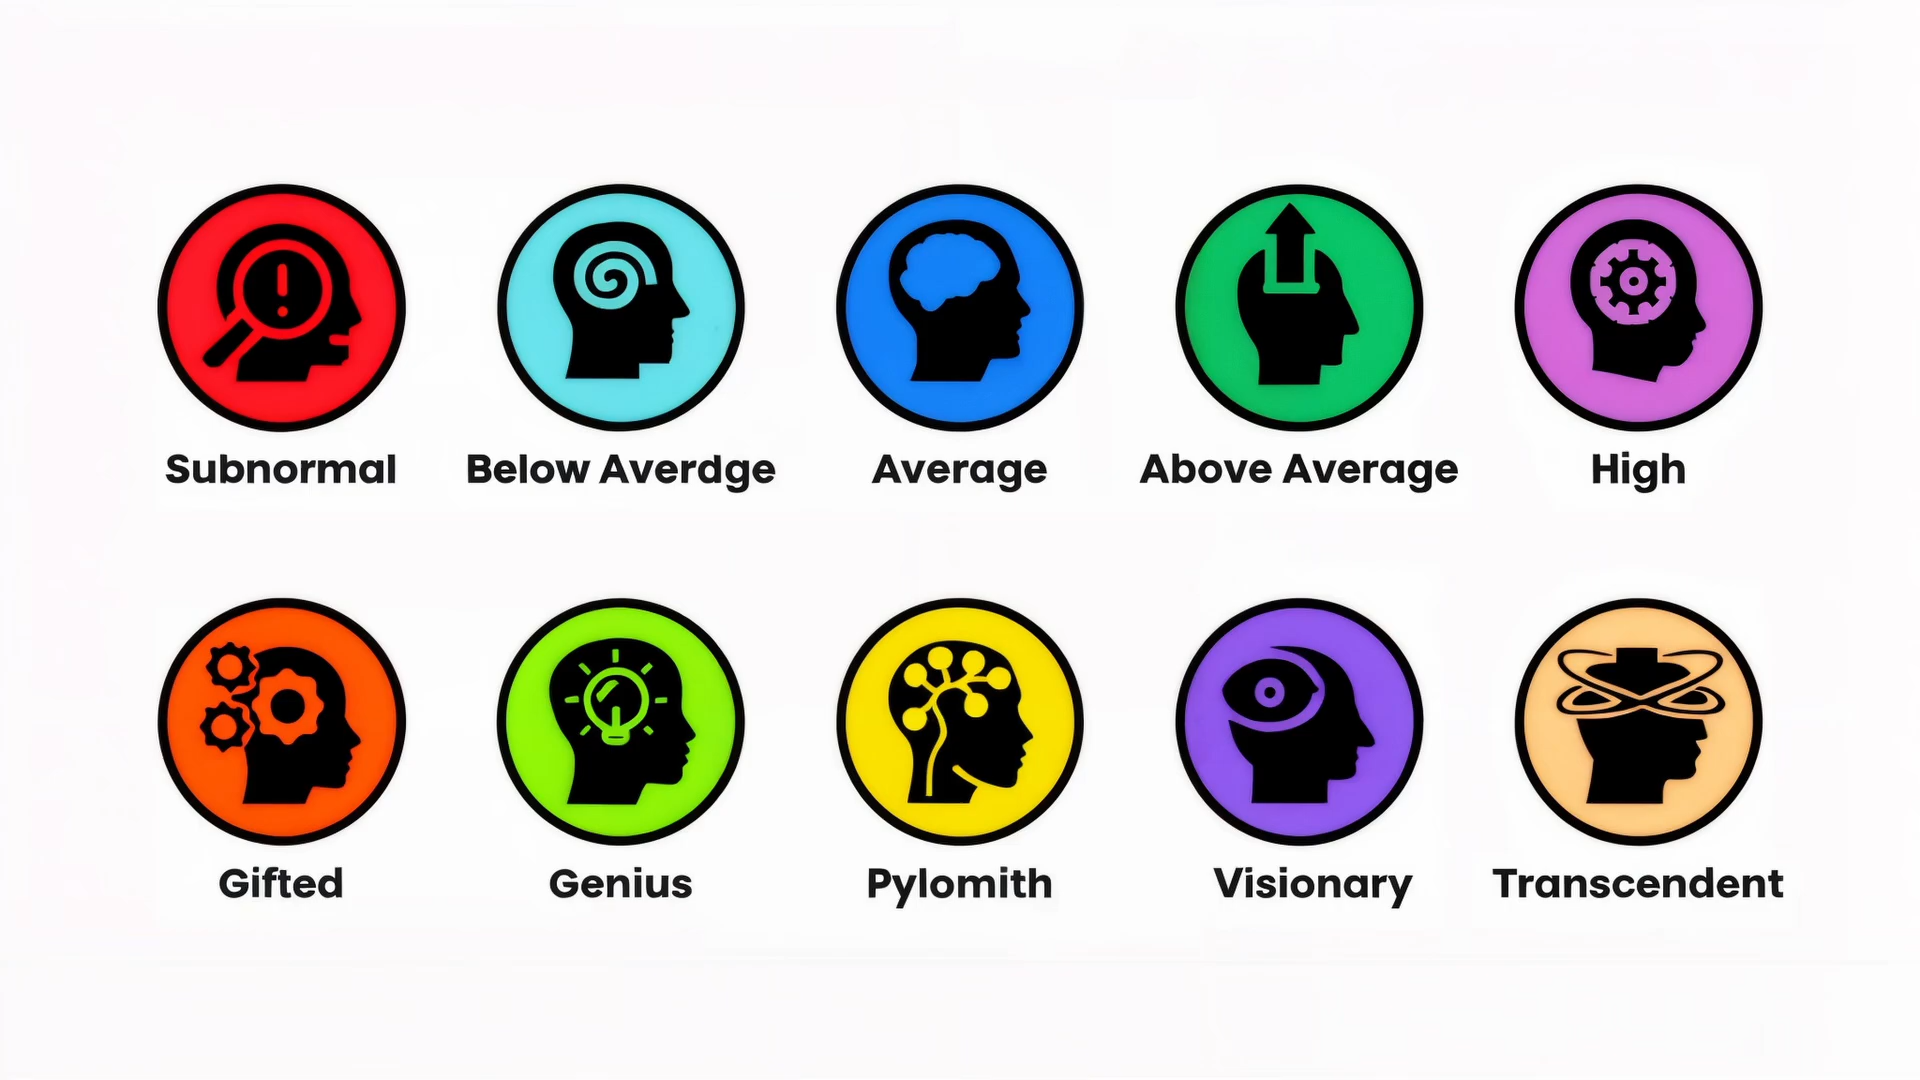 Subnormal
Below Averdge
Average
Above Average
High
Gifted
Genius
Pylomith
Visionary
Transcendent